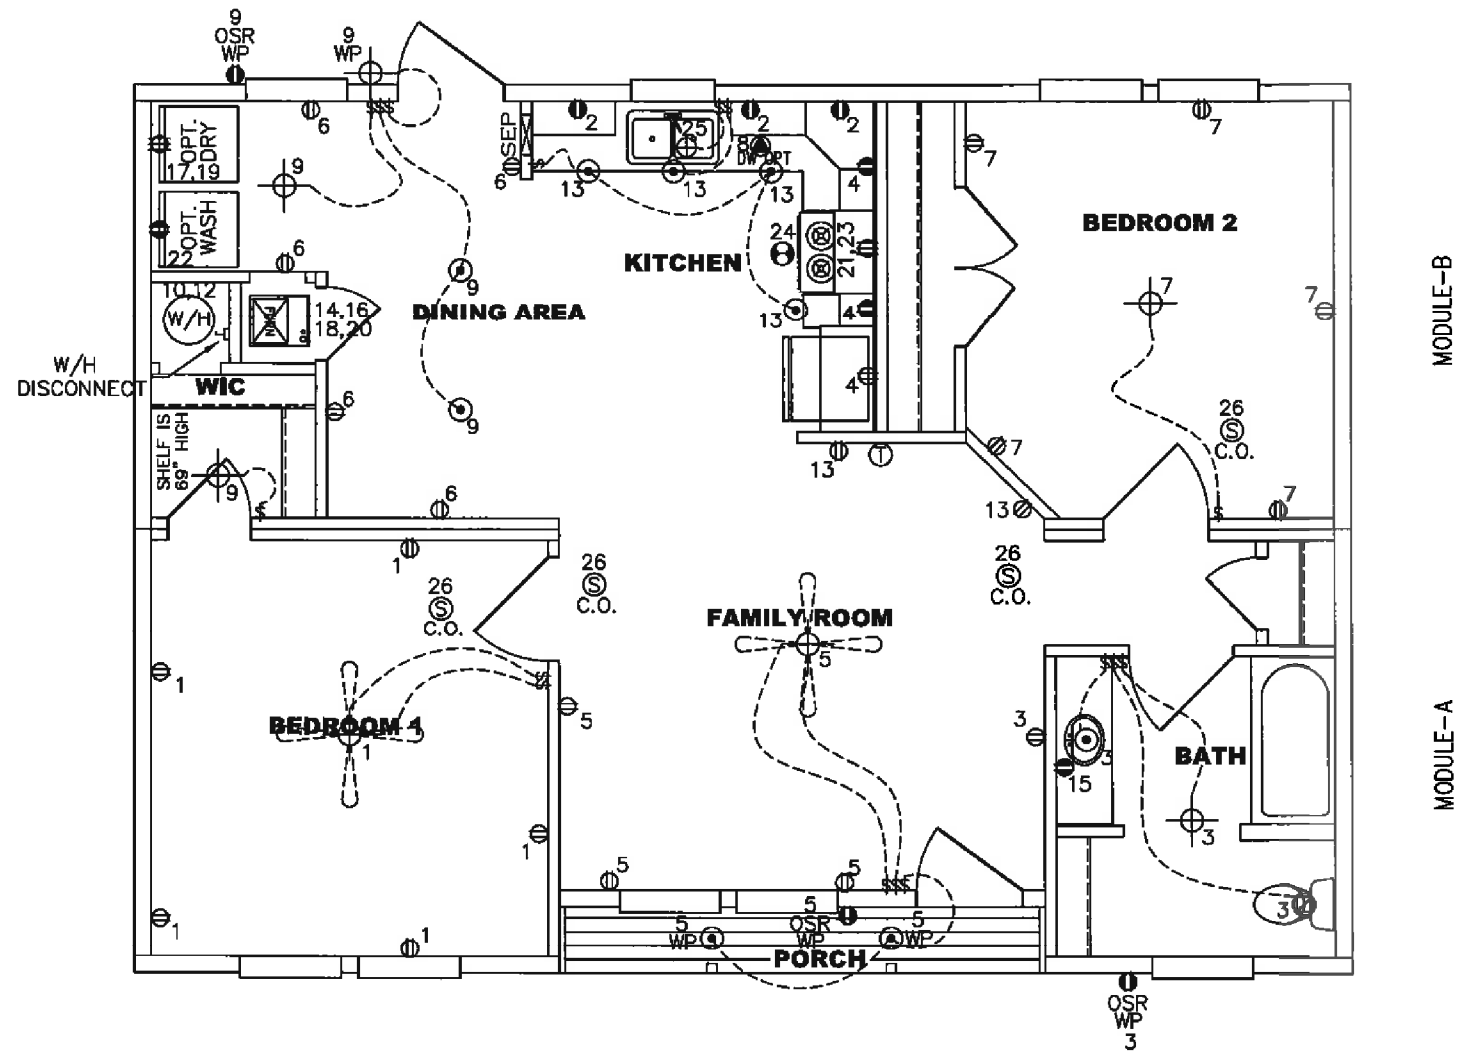 9
OSR
WP
9
WP
6
OPT.
DRY
17,19
9
OPT.
WASH
22
6
SEP
6
2
25
2
2
8
DW OPT
13
13
13
4
24
21,23
KITCHEN
13
4
4
13
T
9
DINING AREA
9
10,12
W/H
FURN
14,16
18,20
W/H
DISCONNECT
WIC
SHELF IS
69" HIGH
9
$
6
6
7
7
BEDROOM 2
7
7
26
S
C.O.
7
13
$
7
MODULE-B
1
26
S
C.O.
26
S
C.O.
26
S
C.O.
1
BEDROOM 1
1
1
1
1
FAMILY ROOM
5
5
5
5
3
3
15
BATH
3
3
5
WP
5
OSR
WP
5
WP
PORCH
OSR
WP
3
MODULE-A